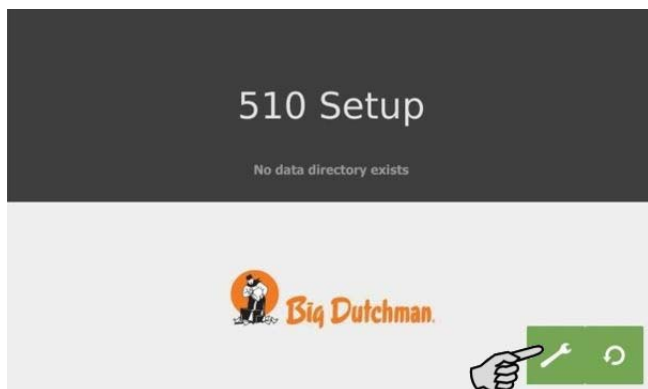 510 Setup
No data directory exists
Big Dutchman.